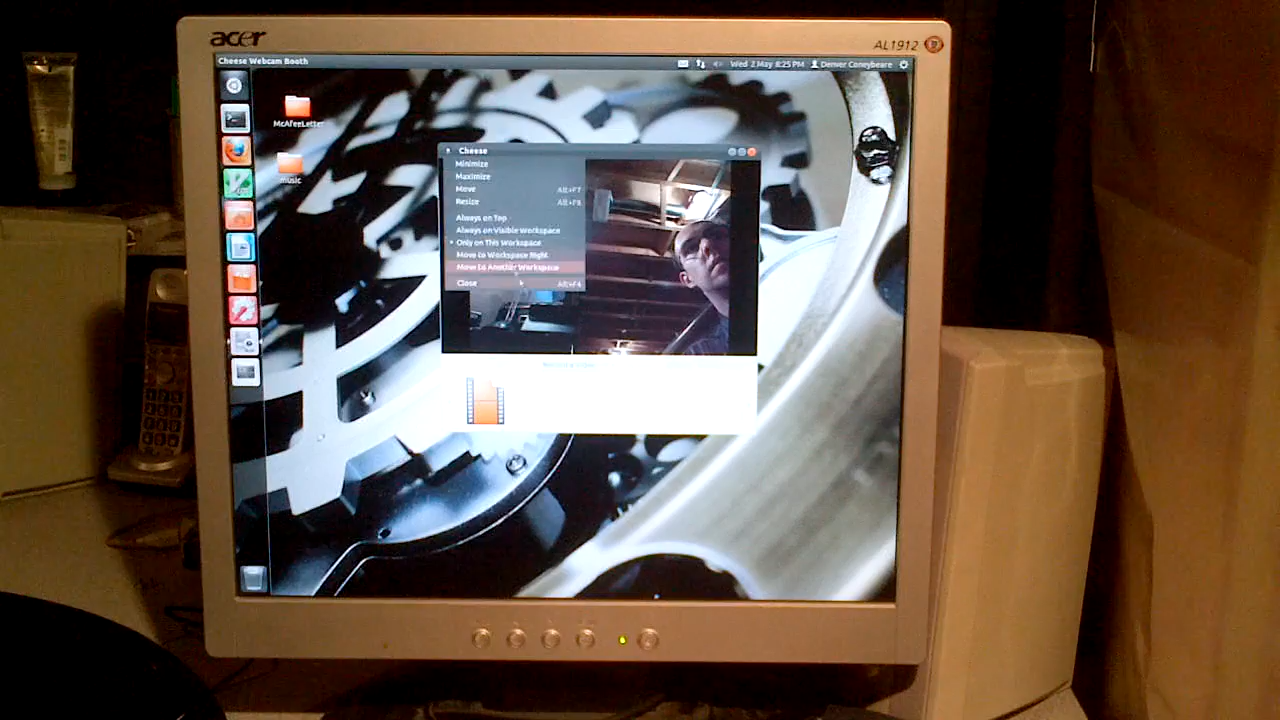 acer
AL1912
Cheese Webcam Booth
Wed 2 May 8:25 PM Denver Coneybeare
McAfeeLetter
music
Cheese
Minimize
Maximize
Move Alt+F7
Resize Alt+F8
Always on Top
Always on Visible Workspace
Only on This Workspace
Move to Workspace Right
Move to Another Workspace
Close Alt+F4